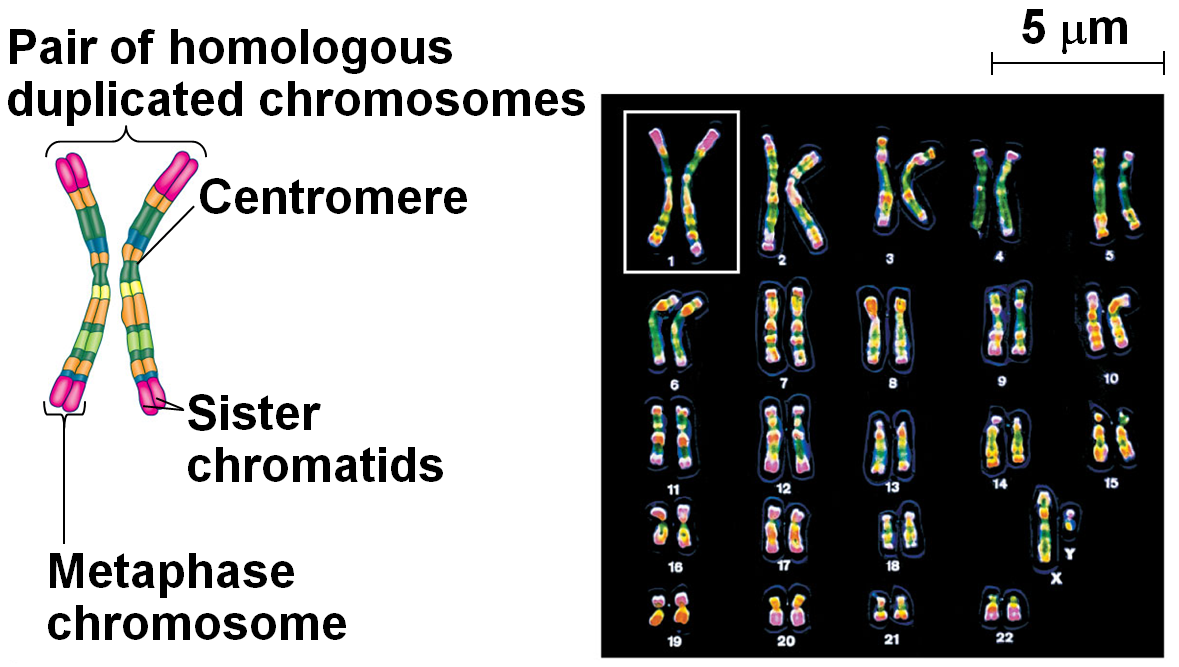 Pair of homologous
duplicated chromosomes
Centromere
Sister
chromatids
Metaphase
chromosome
5 μm
1 2 3 4 5
6 7 8 9 10
11 12 13 14 15
16 17 18 X Y
19 20 21 22